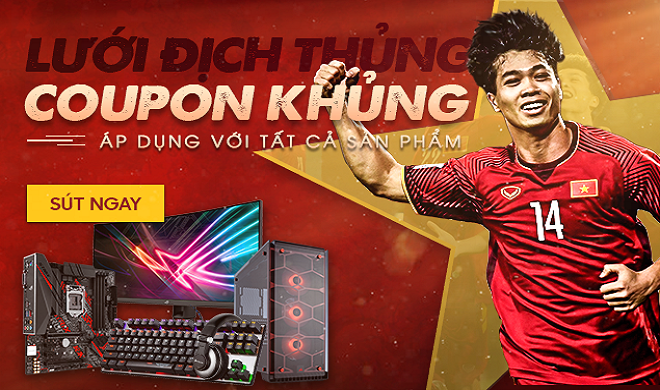 LƯỚI ĐỊCH THỦNG
COUPON KHỦNG
ÁP DỤNG VỚI TẤT CẢ SẢN PHẨM
SÚT NGAY
14